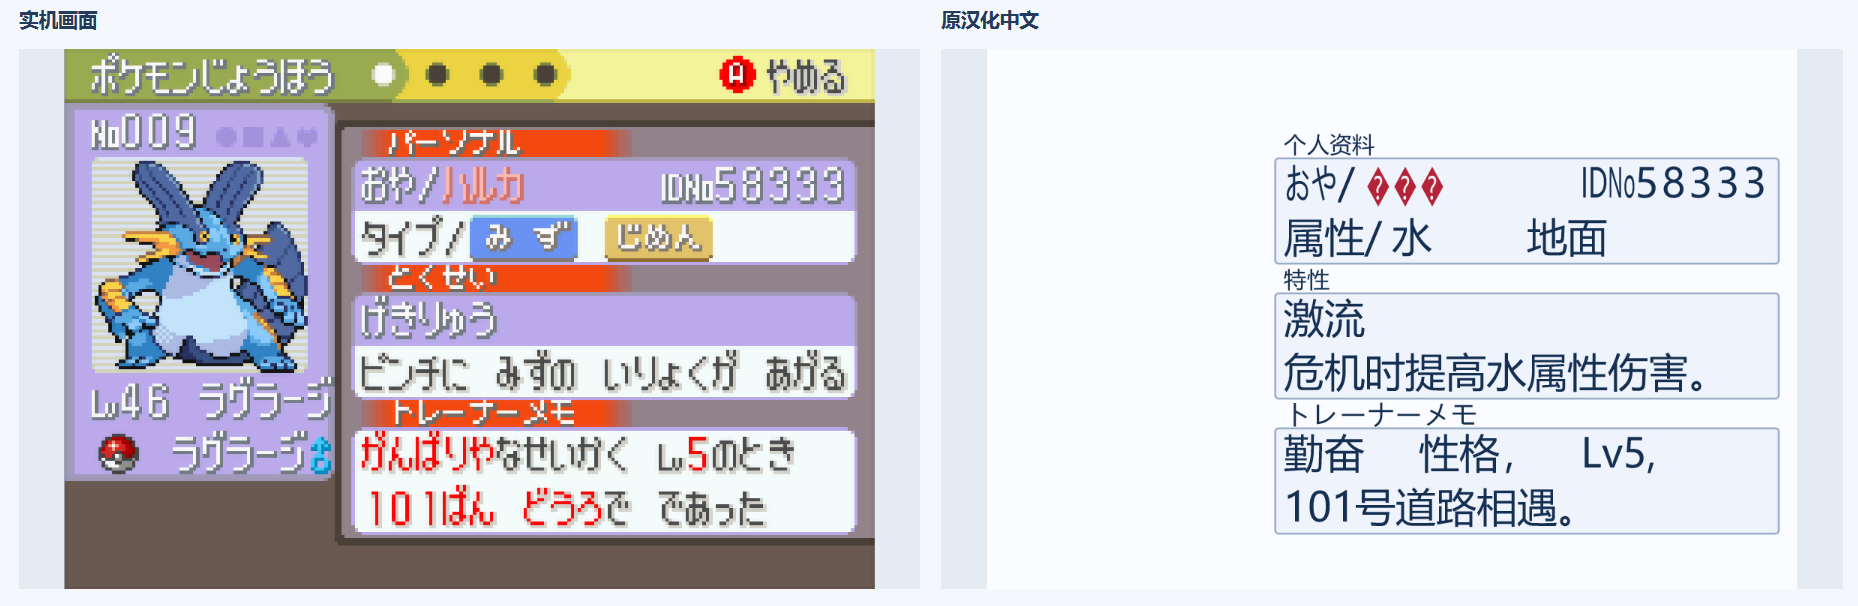 实机画面
ポケモンじょうほう
A やめる
No009
Lv46 ラグラージ
ラグラージ♂
パーソナル
おや/ハルカ IDNo58333
タイプ/ みず じめん
とくせい
げきりゅう
ピンチに みずの いりょくが あがる
トレーナーメモ
がんばりやなせいかく Lv5のとき
101ばん どうろで であった
原汉化中文
个人资料
おや/ ��� IDNo58333
属性/ 水 地面
特性
激流
危机时提高水属性伤害。
トレーナーメモ
勤奋 性格, Lv5,
101号道路相遇。